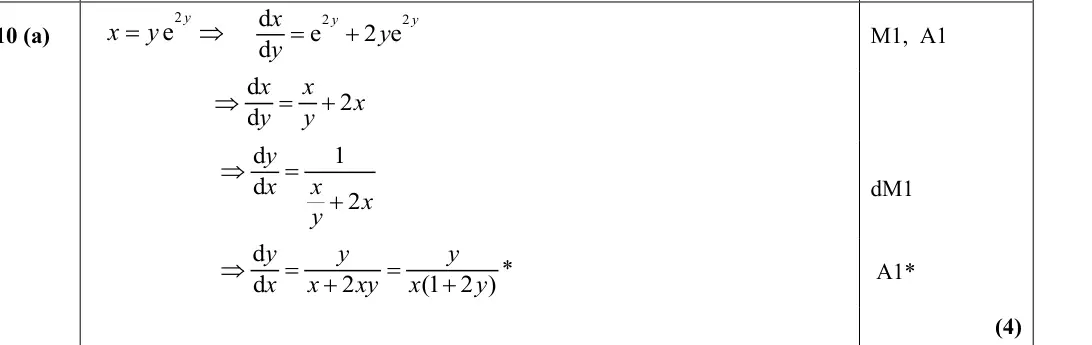 10 (a) x = ye^{2y} ⇒ dx/dy = e^{2y} + 2ye^{2y} M1, A1
⇒ dx/dy = x/y + 2x
⇒ dy/dx = 1/(x/y + 2x) dM1
⇒ dy/dx = y/(x + 2xy) = y/(x(1 + 2y)) * A1*
(4)